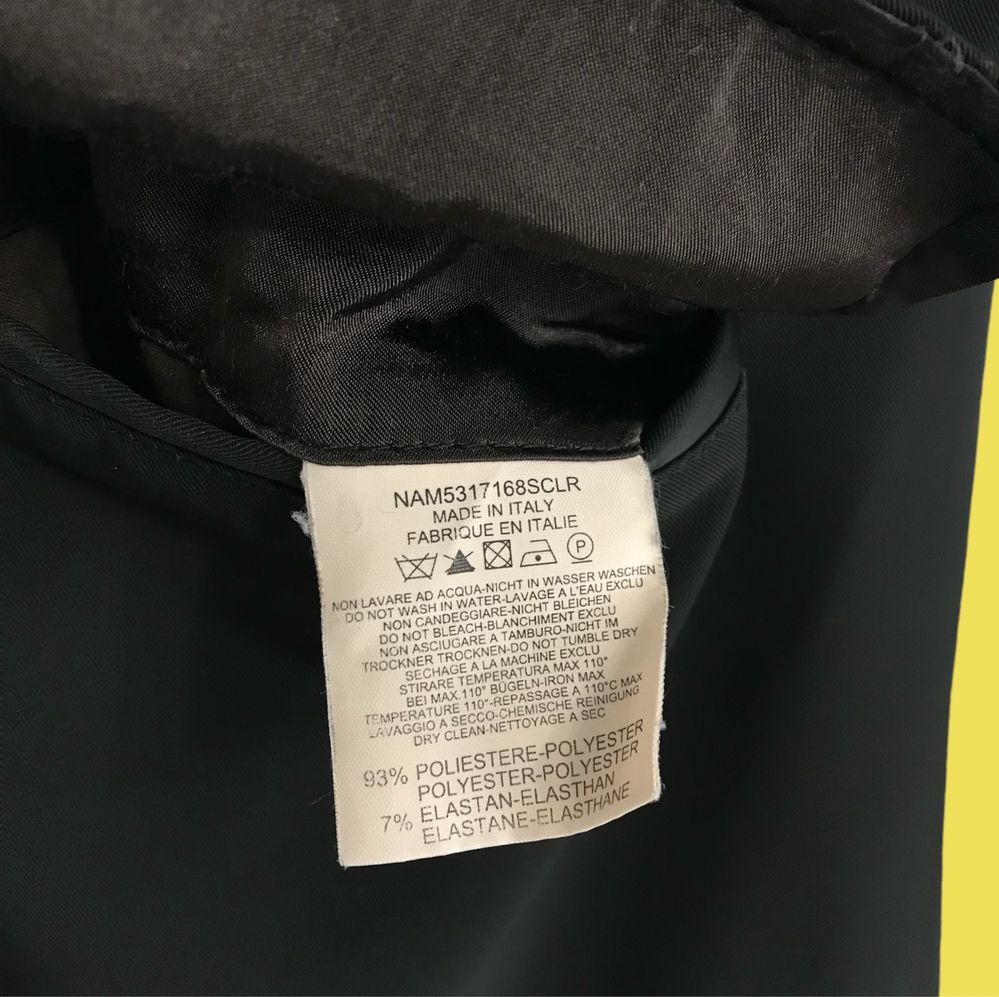 NAM5317168SCLR
MADE IN ITALY
FABRIQUE EN ITALIE
P
NON LAVARE AD ACQUA-NICHT IN WASSER WASCHEN
DO NOT WASH IN WATER-LAVAGE A L'EAU EXCLU
NON CANDEGGIARE-NICHT BLEICHEN
DO NOT BLEACH-BLANCHIMENT EXCLU
NON ASCIUGARE A TAMBURO-NICHT IM
TROCKNER TROCKNEN-DO NOT TUMBLE DRY
SECHAGE A LA MACHINE EXCLU
STIRARE TEMPERATURA MAX 110°
BEI MAX.110° BÜGELN-IRON MAX
TEMPERATURE 110°-REPASSAGE A 110°C MAX
LAVAGGIO A SECCO-CHEMISCHE REINIGUNG
DRY CLEAN-NETTOYAGE A SEC
93% POLIESTERE-POLYESTER
POLYESTER-POLYESTER
7% ELASTAN-ELASTHAN
ELASTANE-ELASTHANE